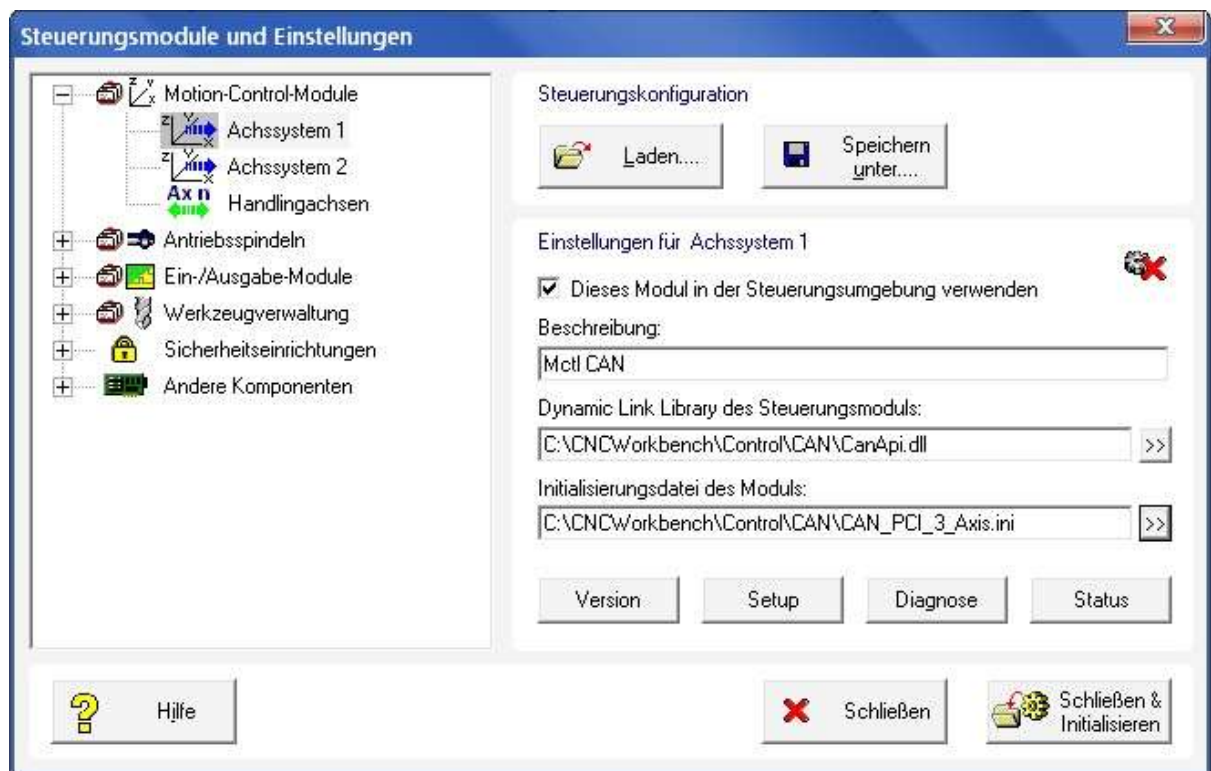 Steuerungsmodule und Einstellungen
Motion-Control-Module
Achssystem 1
Achssystem 2
Handlingachsen
Antriebsspindeln
Ein-/Ausgabe-Module
Werkzeugverwaltung
Sicherheitseinrichtungen
Andere Komponenten
Steuerungskonfiguration
Laden....
Speichern
unter....
Einstellungen für Achssystem 1
Dieses Modul in der Steuerungsumgebung verwenden
Beschreibung:
Mctl CAN
Dynamic Link Library des Steuerungsmoduls:
C:\CNCWorkbench\Control\CAN\CanApi.dll >>
Initialisierungsdatei des Moduls:
C:\CNCWorkbench\Control\CAN\CAN_PCI_3_Axis.ini >>
Version Setup Diagnose Status
Hilfe
Schließen
Schließen &
Initialisieren